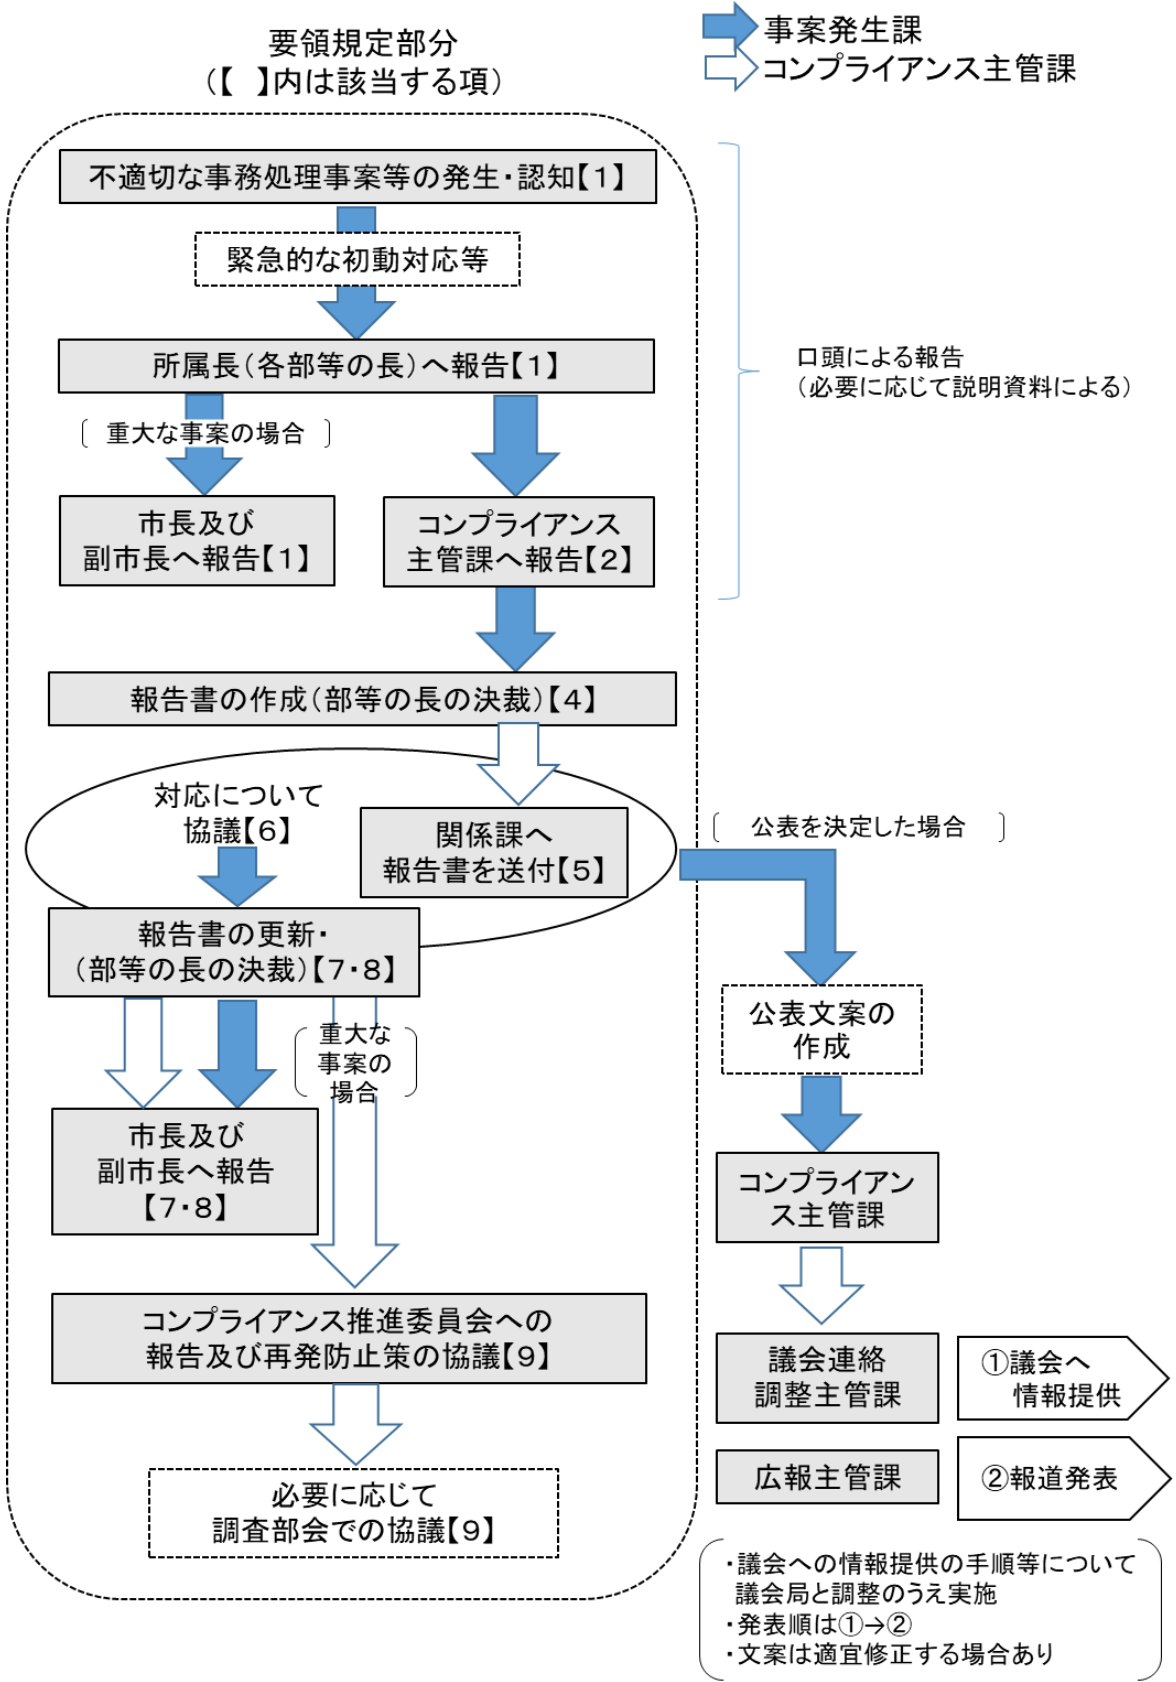 要領規定部分
(【　】内は該当する項)
事案発生課
コンプライアンス主管課
不適切な事務処理事案等の発生・認知【1】
緊急的な初動対応等
所属長(各部等の長)へ報告【1】
口頭による報告
(必要に応じて説明資料による)
重大な事案の場合
市長及び
副市長へ報告【1】
コンプライアンス
主管課へ報告【2】
報告書の作成(部等の長の決裁)【4】
対応について
協議【6】
関係課へ
報告書を送付【5】
公表を決定した場合
報告書の更新・
(部等の長の決裁)【7・8】
重大な
事案の
場合
市長及び
副市長へ報告
【7・8】
コンプライアンス推進委員会への
報告及び再発防止策の協議【9】
必要に応じて
調査部会での協議【9】
公表文案の
作成
コンプライアン
ス主管課
議会連絡
調整主管課
①議会へ
情報提供
広報主管課
②報道発表
・議会への情報提供の手順等について
議会局と調整のうえ実施
・発表順は①→②
・文案は適宜修正する場合あり